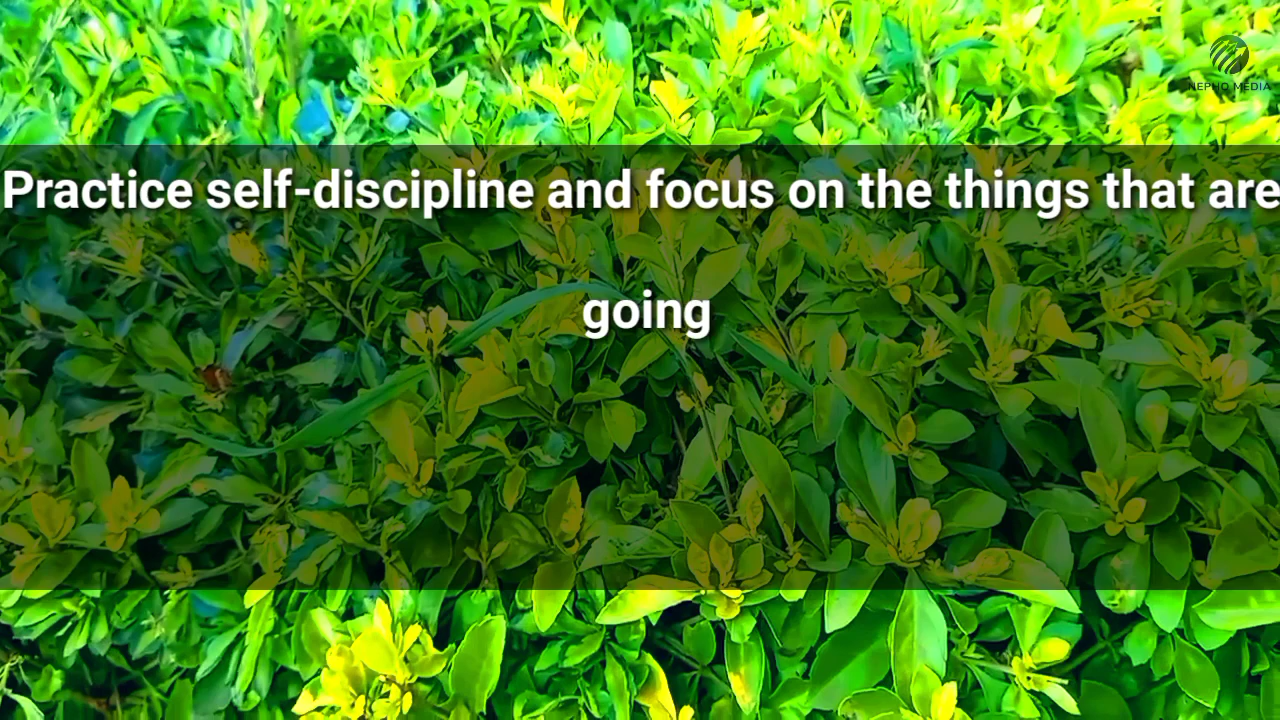 NEPHO MEDIA
Practice self-discipline and focus on the things that are
going